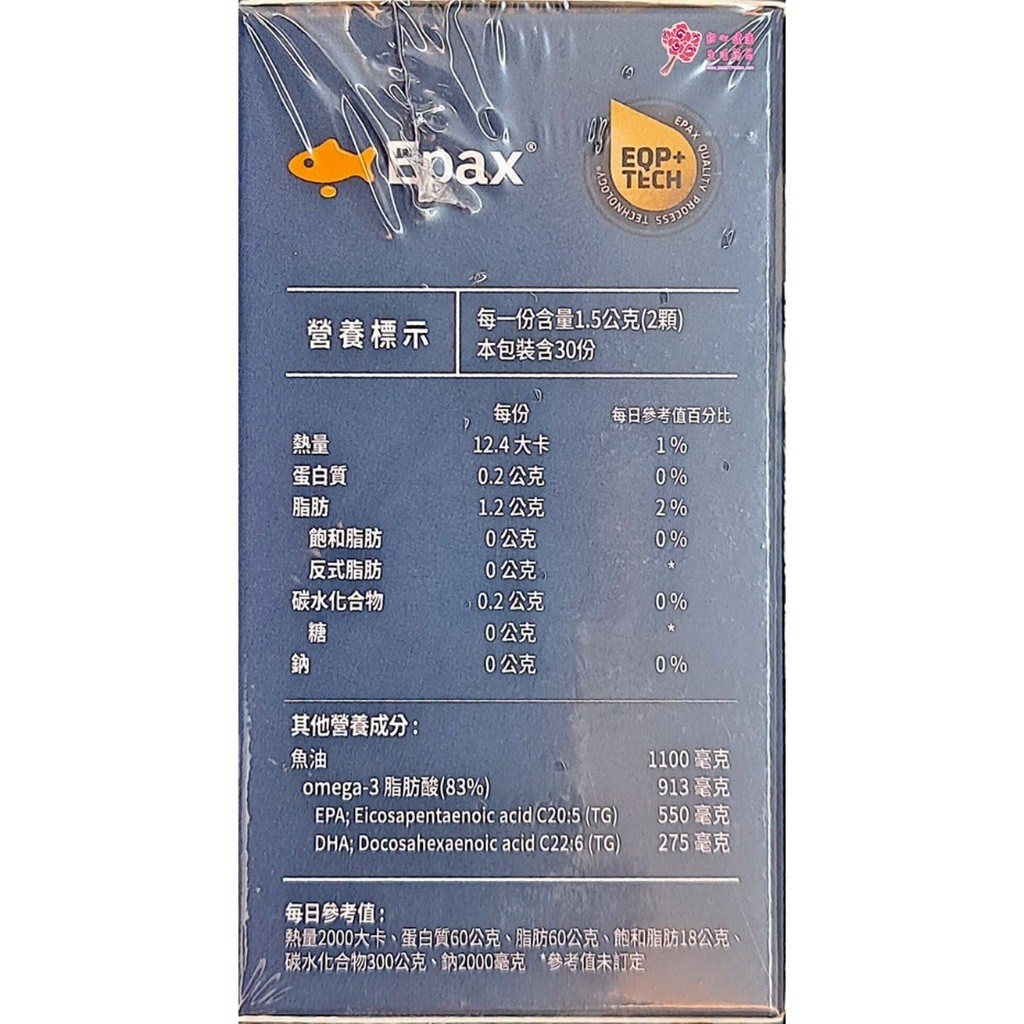 Epax®
EQP+
TECH
EPAX QUALITY PROCESS TECHNOLOGY®
營養標示
每一份含量1.5公克(2顆)
本包裝含30份
每份 每日參考值百分比
熱量 12.4 大卡 1%
蛋白質 0.2 公克 0%
脂肪 1.2 公克 2%
飽和脂肪 0 公克 0%
反式脂肪 0 公克 *
碳水化合物 0.2 公克 0%
糖 0 公克 *
鈉 0 公克 0%
其他營養成分:
魚油 1100 毫克
omega-3 脂肪酸(83%) 913 毫克
EPA; Eicosapentaenoic acid C20:5 (TG) 550 毫克
DHA; Docosahexaenoic acid C22:6 (TG) 275 毫克
每日參考值:
熱量2000大卡、蛋白質60公克、脂肪60公克、飽和脂肪18公克、
碳水化合物300公克、鈉2000毫克 *參考值未訂定